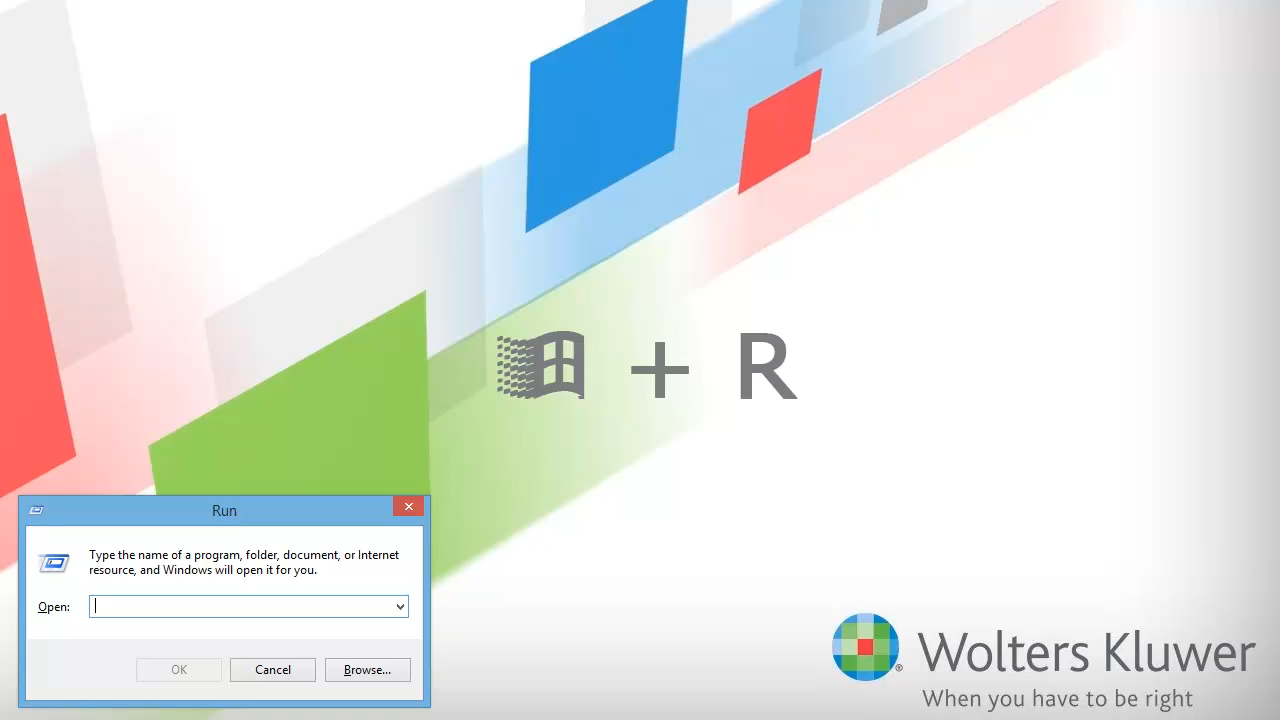 + R
Run
Type the name of a program, folder, document, or Internet
resource, and Windows will open it for you.
Open:
OK
Cancel
Browse...
Wolters Kluwer
®
When you have to be right